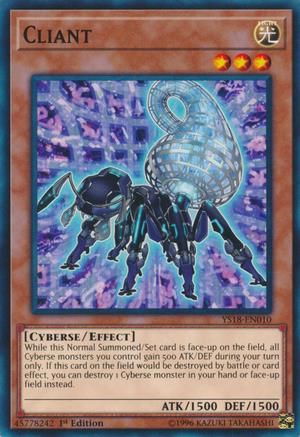 CLIANT
LIGHT
光
YS18-EN010
[CYBERSE/EFFECT]
While this Normal Summoned/Set card is face-up on the field, all
Cyberse monsters you control gain 500 ATK/DEF during your turn
only. If this card on the field would be destroyed by battle or card
effect, you can destroy 1 Cyberse monster in your hand or face-up
field instead.
ATK/1500 DEF/1500
45778242 1st Edition ©1996 KAZUKI TAKAHASHI